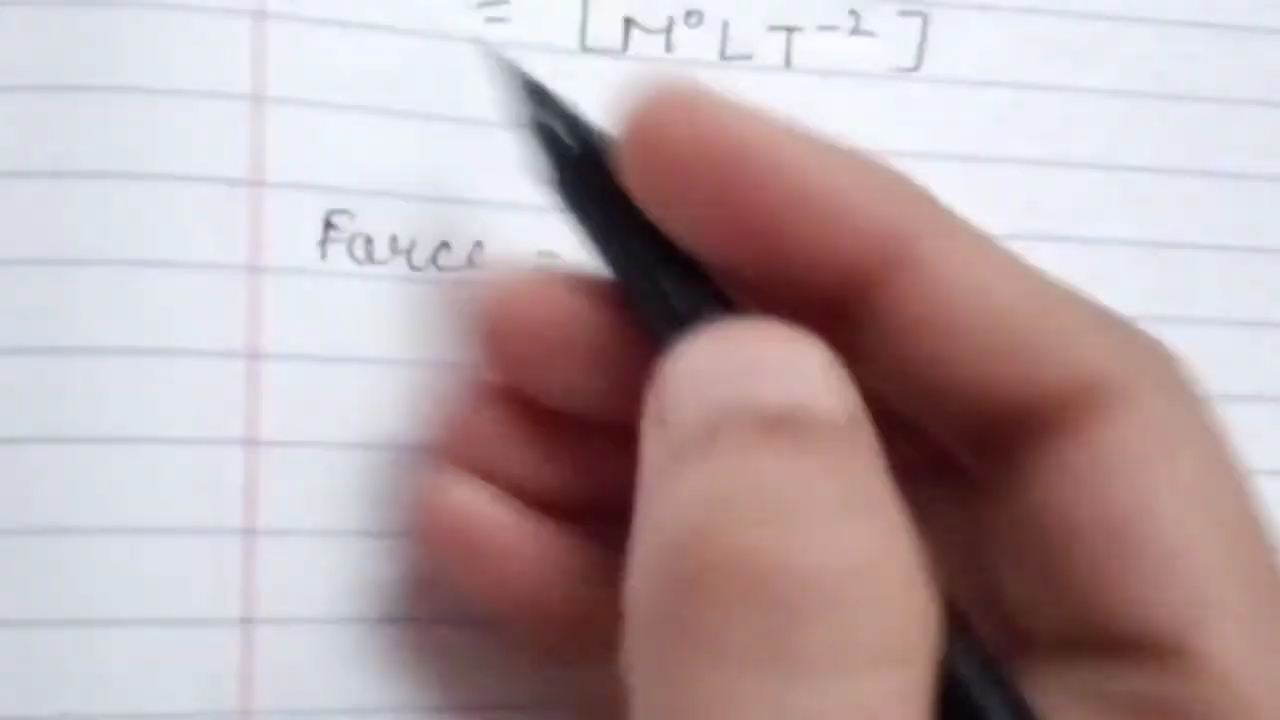 = [M⁰LT⁻²]
Force -